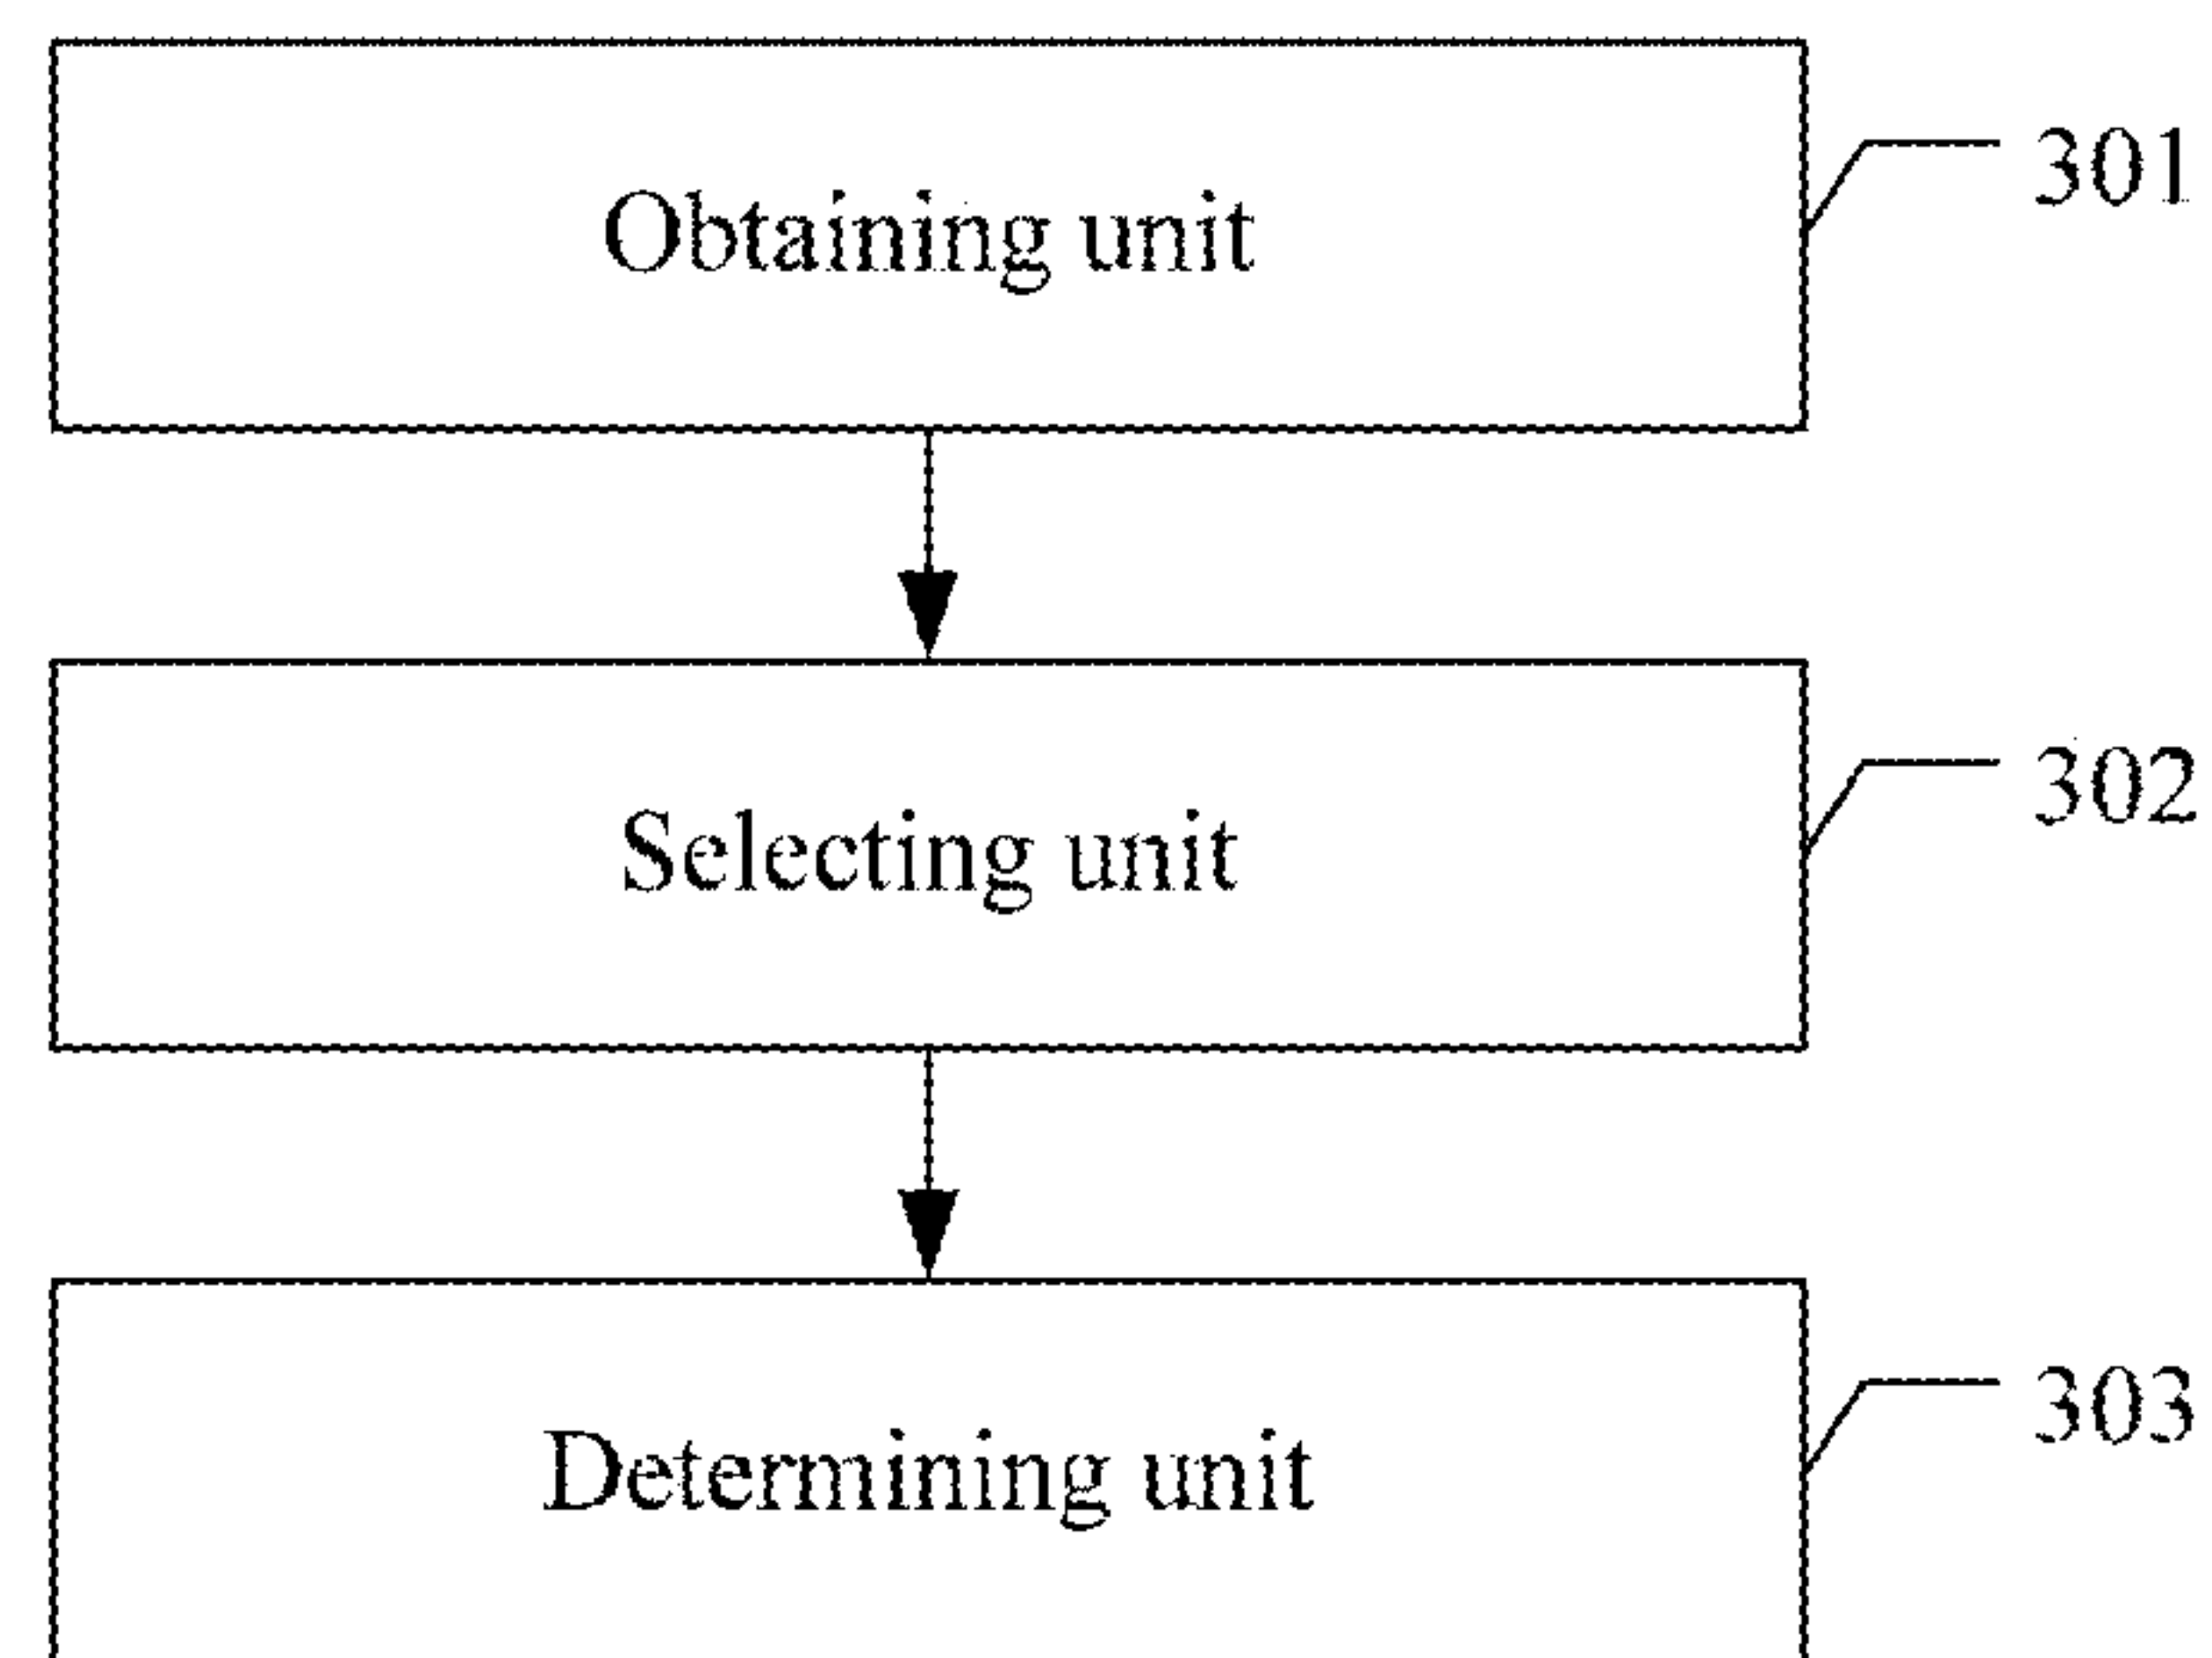 Obtaining unit
301
Selecting unit
302
Determining unit
303